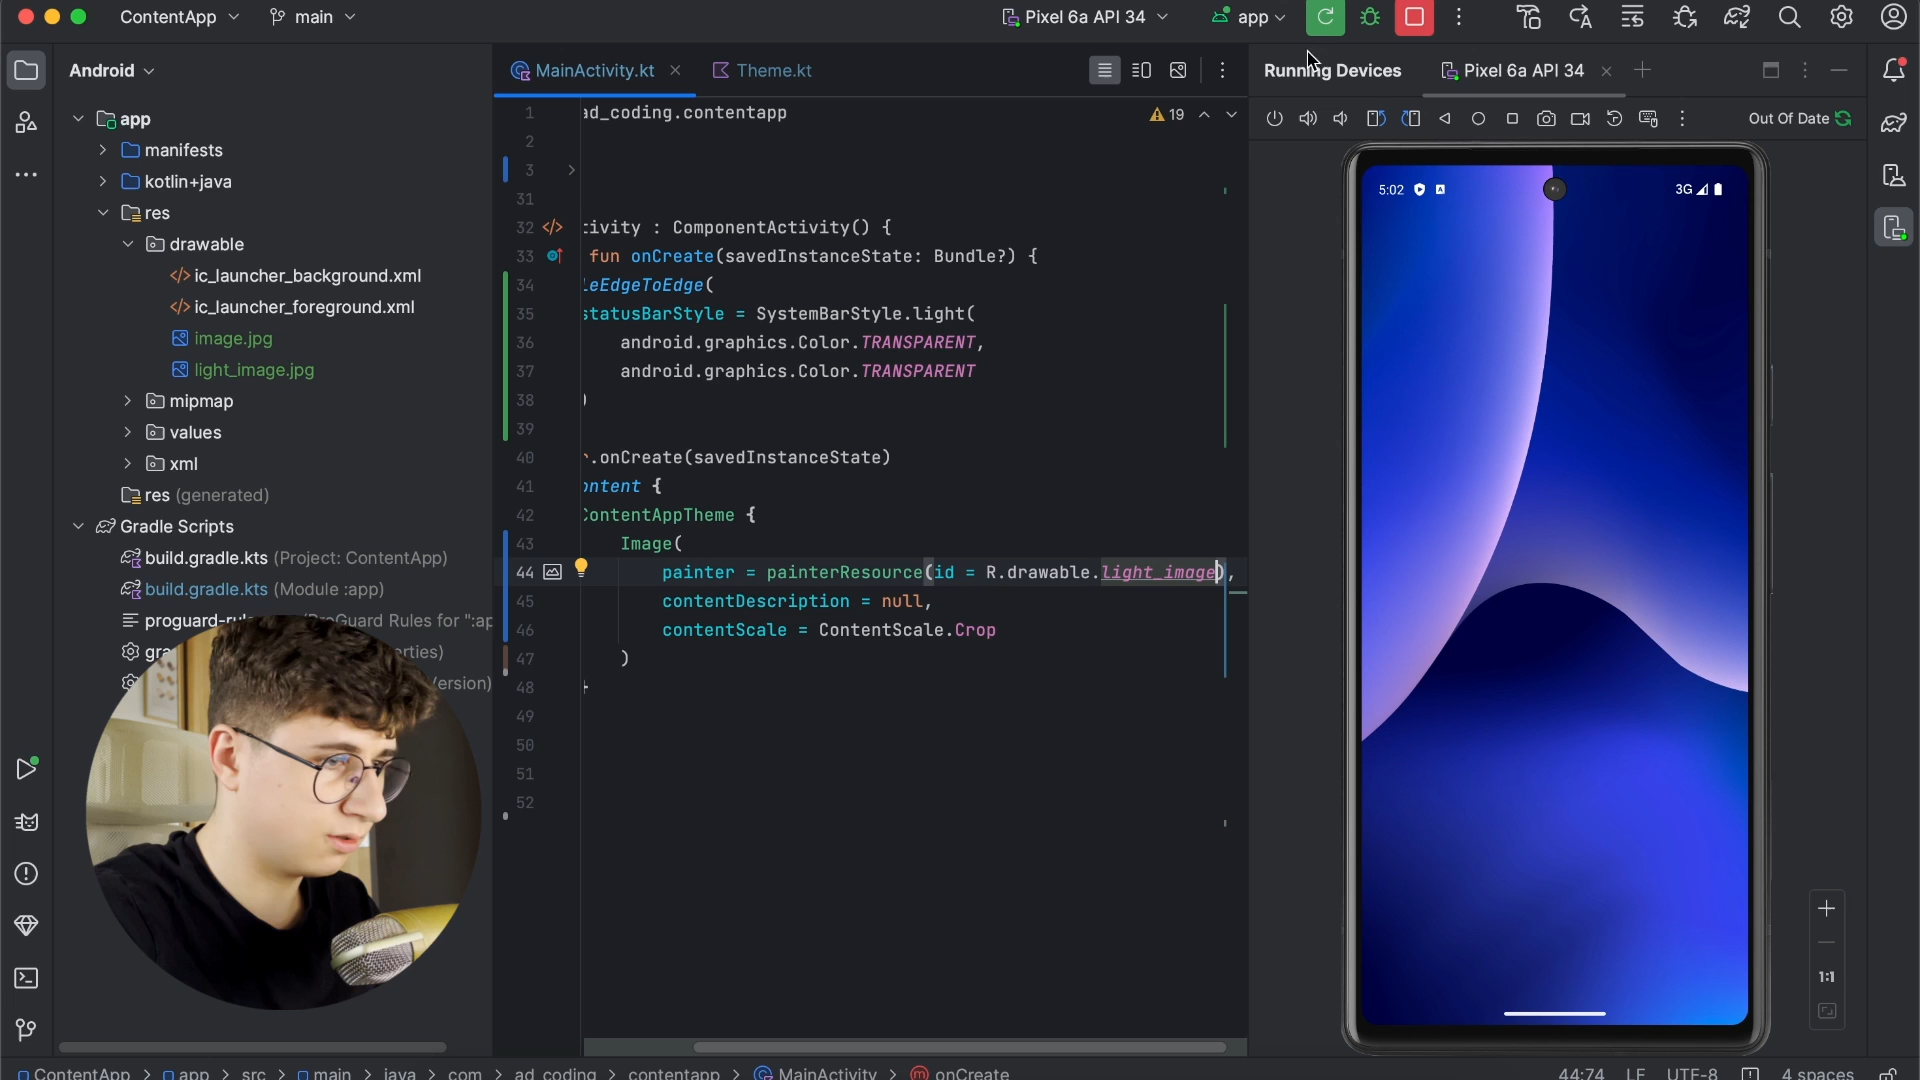 ContentApp
main
Pixel 6a API 34
app
Android
MainActivity.kt
Theme.kt
Running Devices
Pixel 6a API 34
Out Of Date
app
manifests
kotlin+java
res
drawable
ic_launcher_background.xml
ic_launcher_foreground.xml
image.jpg
light_image.jpg
mipmap
values
xml
res (generated)
Gradle Scripts
build.gradle.kts (Project: ContentApp)
build.gradle.kts (Module :app)
19
1 ad_coding.contentapp
2
3
31
32 tivity : ComponentActivity() {
33 fun onCreate(savedInstanceState: Bundle?) {
34 leEdgeToEdge(
35 statusBarStyle = SystemBarStyle.light(
36 android.graphics.Color.TRANSPARENT,
37 android.graphics.Color.TRANSPARENT
38 )
39
40 r.onCreate(savedInstanceState)
41 ontent {
42 ContentAppTheme {
43 Image(
44 painter = painterResource(id = R.drawable.light_image),
45 contentDescription = null,
46 contentScale = ContentScale.Crop
47 )
48
49
50
51
52
5:02
3G
1:1
ContentApp > app > src > main > java > com > ad_coding > contentapp > MainActivity > onCreate
44:74 LF UTF-8 4 spaces